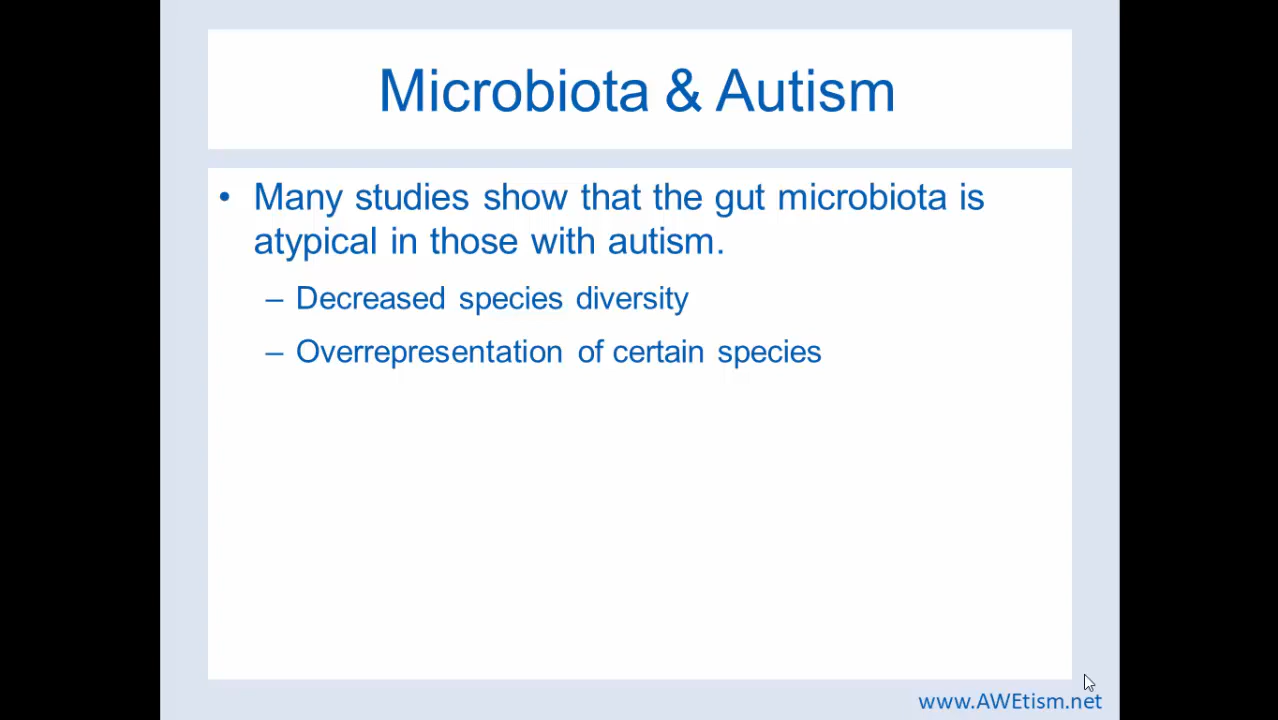 Microbiota & Autism
• Many studies show that the gut microbiota is
atypical in those with autism.
– Decreased species diversity
– Overrepresentation of certain species
www.AWEtism.net